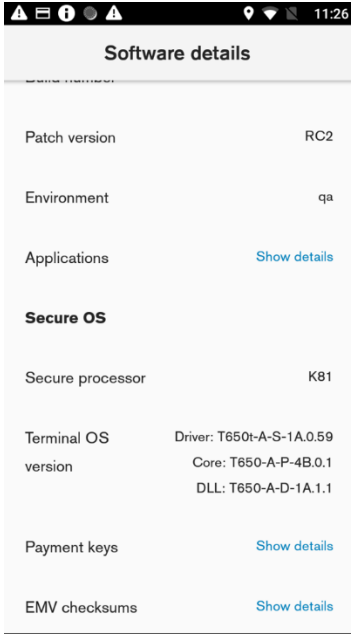 11:26
Software details
Build number
Patch version RC2
Environment qa
Applications Show details
Secure OS
Secure processor K81
Terminal OS version
Driver: T650t-A-S-1A.0.59
Core: T650-A-P-4B.0.1
DLL: T650-A-D-1A.1.1
Payment keys Show details
EMV checksums Show details